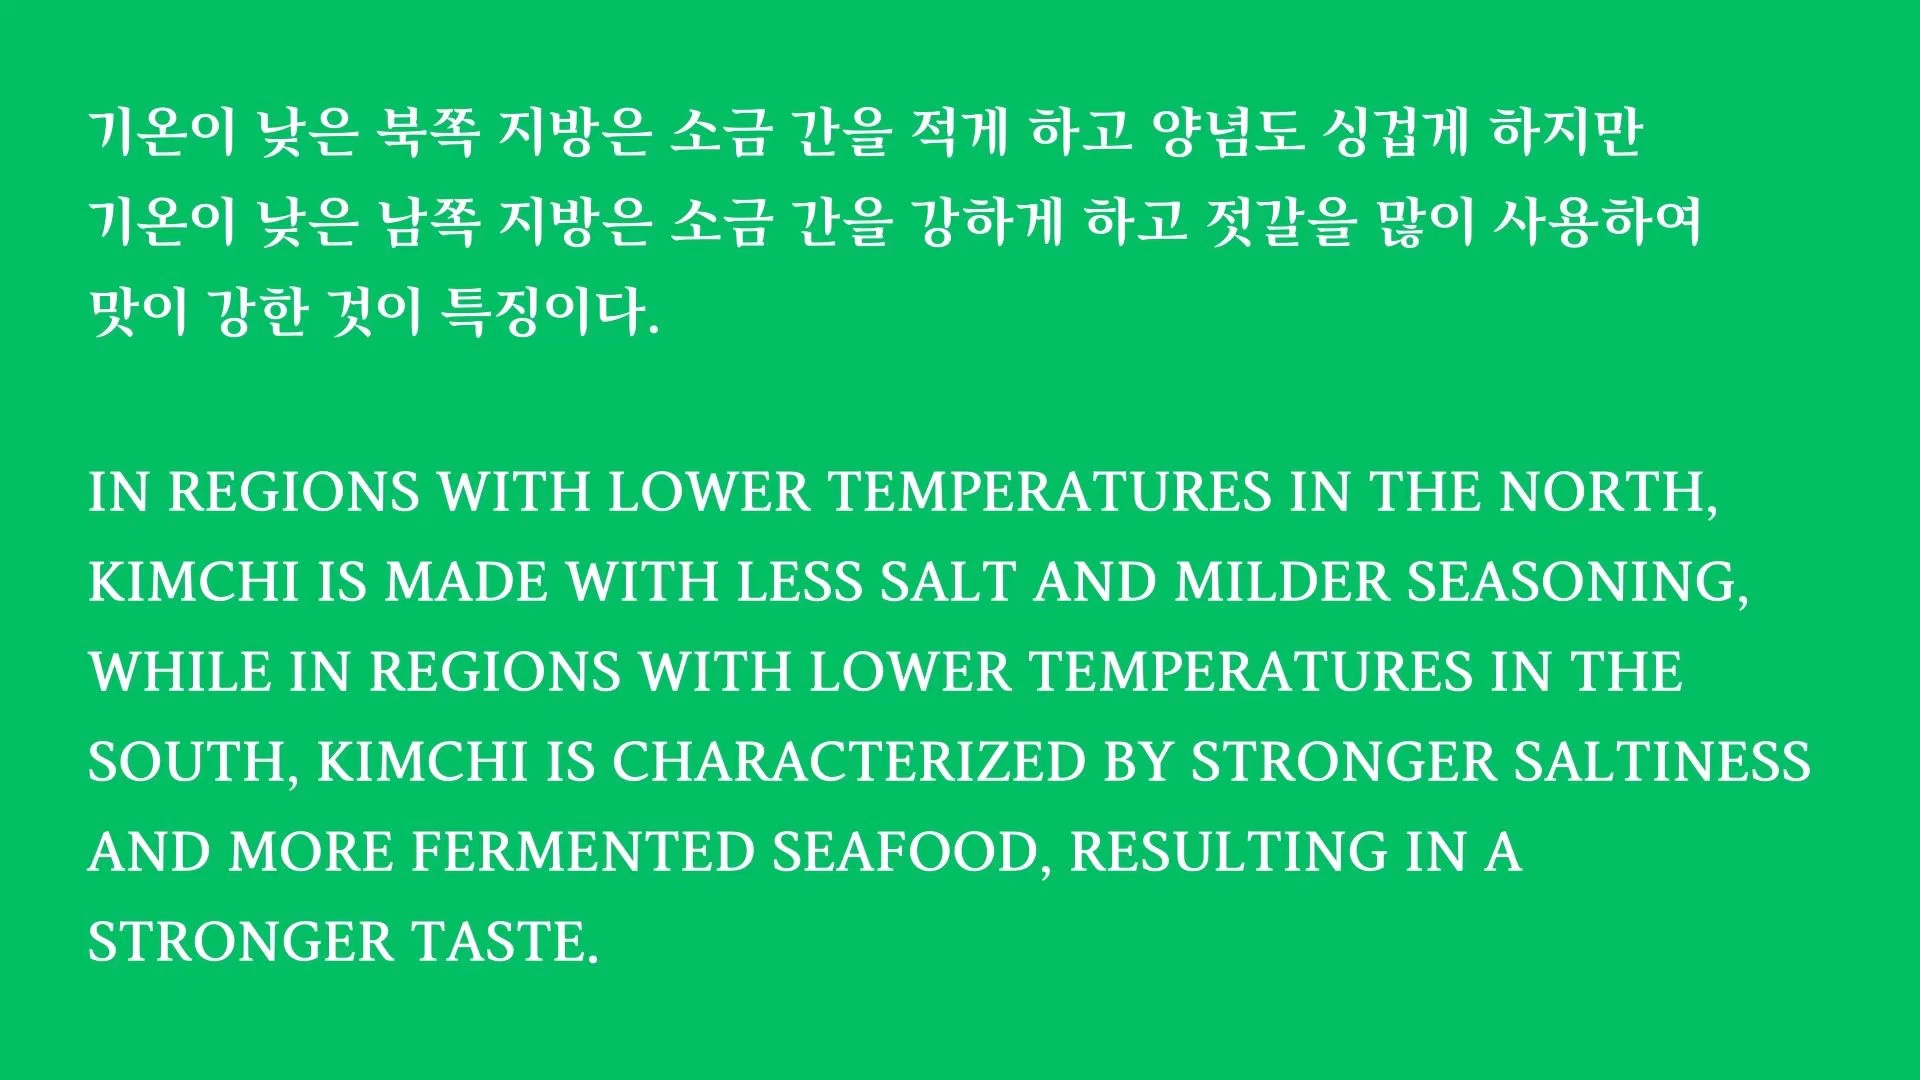 기온이 낮은 북쪽 지방은 소금 간을 적게 하고 양념도 싱겁게 하지만
기온이 낮은 남쪽 지방은 소금 간을 강하게 하고 젓갈을 많이 사용하여
맛이 강한 것이 특징이다.
IN REGIONS WITH LOWER TEMPERATURES IN THE NORTH,
KIMCHI IS MADE WITH LESS SALT AND MILDER SEASONING,
WHILE IN REGIONS WITH LOWER TEMPERATURES IN THE
SOUTH, KIMCHI IS CHARACTERIZED BY STRONGER SALTINESS
AND MORE FERMENTED SEAFOOD, RESULTING IN A
STRONGER TASTE.